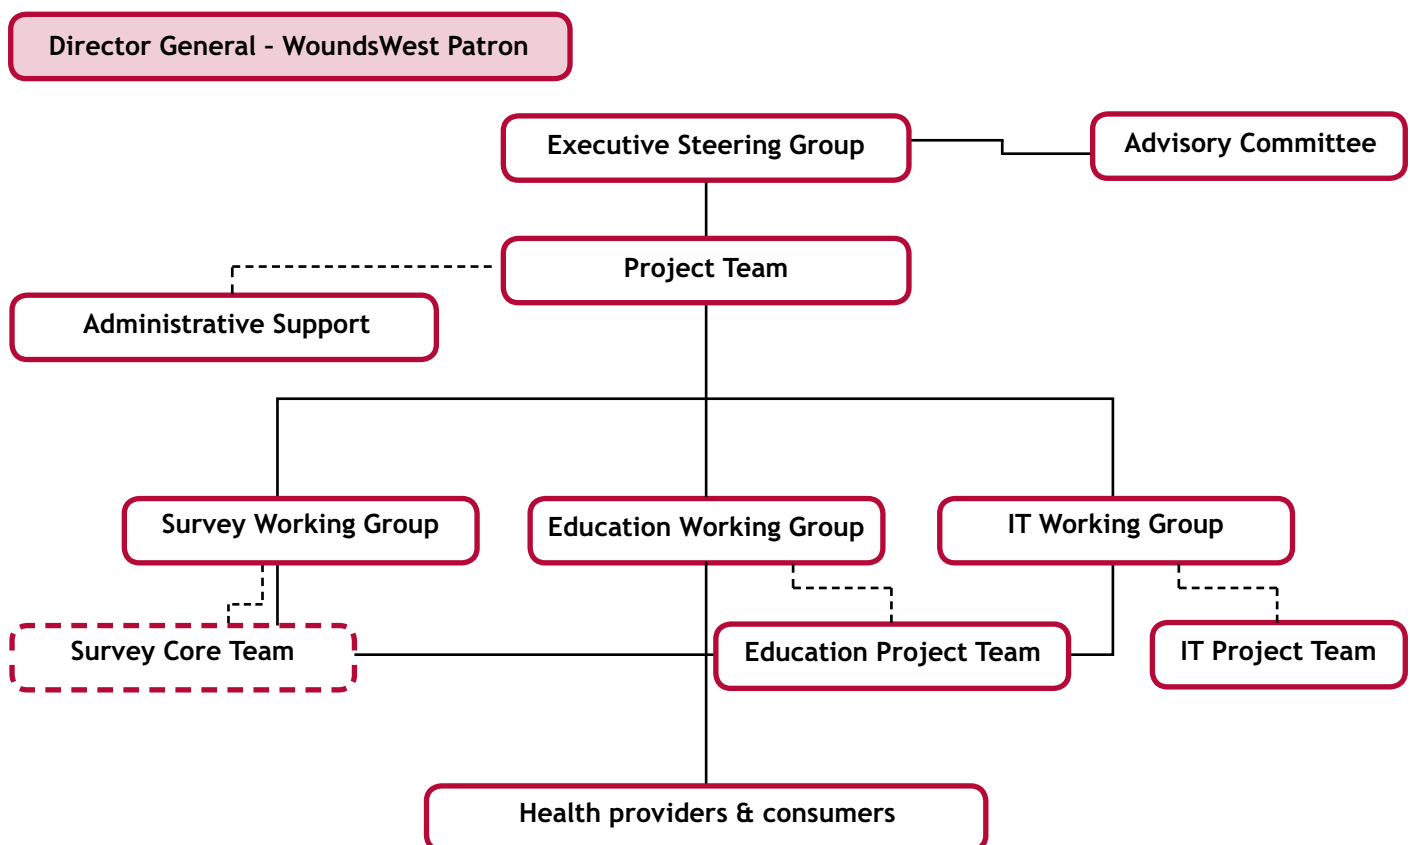 Director General – WoundsWest Patron
Executive Steering Group
Advisory Committee
Project Team
Administrative Support
Survey Working Group
Education Working Group
IT Working Group
Survey Core Team
Education Project Team
IT Project Team
Health providers & consumers